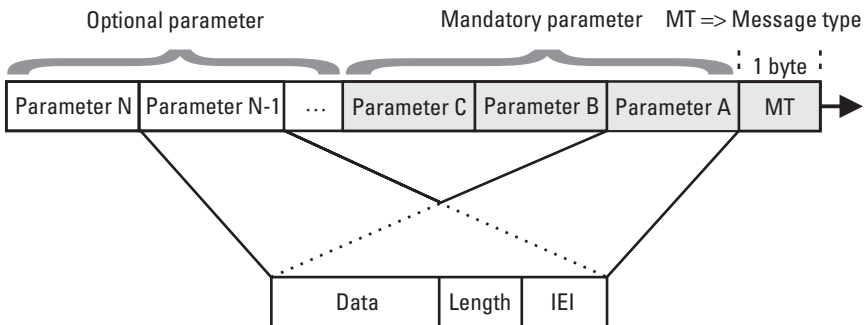 Optional parameter
Mandatory parameter
MT => Message type
1 byte
Parameter N
Parameter N-1
...
Parameter C
Parameter B
Parameter A
MT
Data
Length
IEI